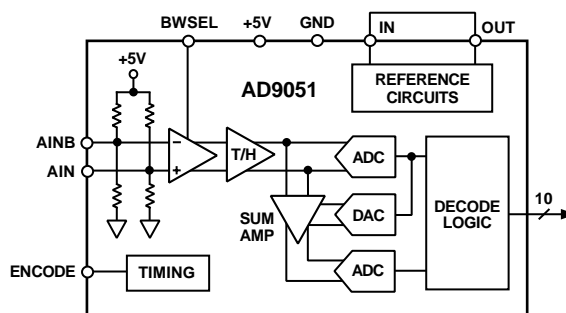 BWSEL +5V GND IN OUT
+5V
AD9051
REFERENCE
CIRCUITS
AINB
−
T/H
ADC
AIN
+
SUM
AMP
DAC
DECODE
LOGIC
10
ENCODE
TIMING
ADC